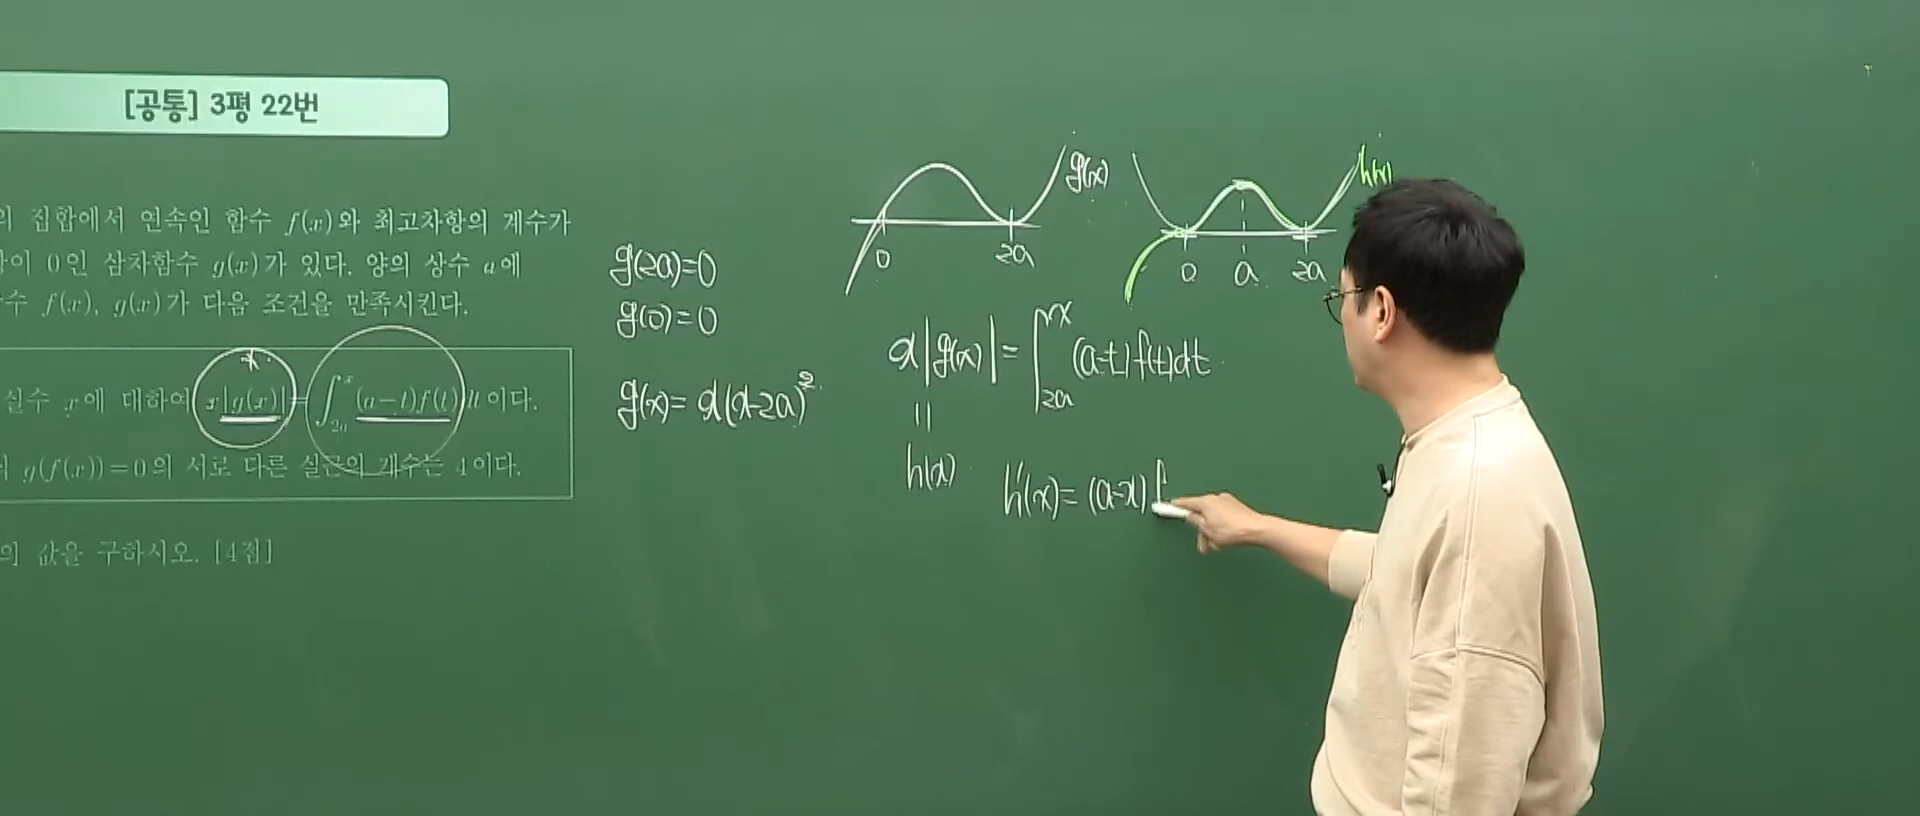 [공통] 3평 22번
의 집합에서 연속인 함수 f(x)와 최고차항의 계수가
항이 0인 삼차함수 g(x)가 있다. 양의 상수 a에
수 f(x), g(x)가 다음 조건을 만족시킨다.
실수 x에 대하여 x|g(x)|=∫_{2a}^{x} (a-t)f(t)dt이다.
g(f(x))=0의 서로 다른 실근의 개수는 4이다.
의 값을 구하시오. [4점]
g(2a)=0
g(0)=0
g(x)=x(x-2a)²
g(x)
0 2a
h(x)
0 a 2a
x|g(x)|=∫_{2a}^{x} (a-t)f(t)dt
=
h(x)
h'(x)=(a-x)f